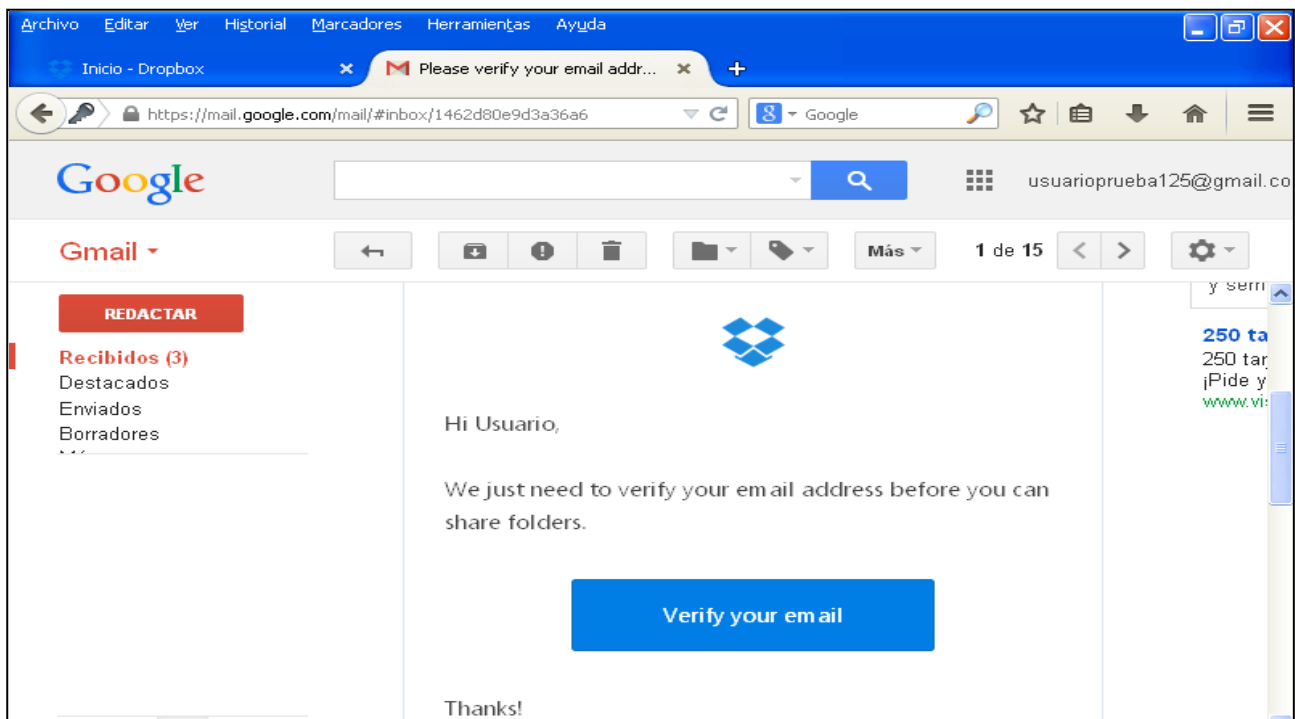 Archivo Editar Ver Historial Marcadores Herramientas Ayuda
Inicio - Dropbox
Please verify your email addr...
https://mail.google.com/mail/#inbox/1462d80e9d3a36a6
8 Google
Google
usuarioprueba125@gmail.co
Gmail
Más
1 de 15
REDACTAR
Recibidos (3)
Destacados
Enviados
Borradores
Hi Usuario,
We just need to verify your email address before you can
share folders.
Verify your email
Thanks!
y sem
250 ta
250 tar
¡Pide y
www.vis